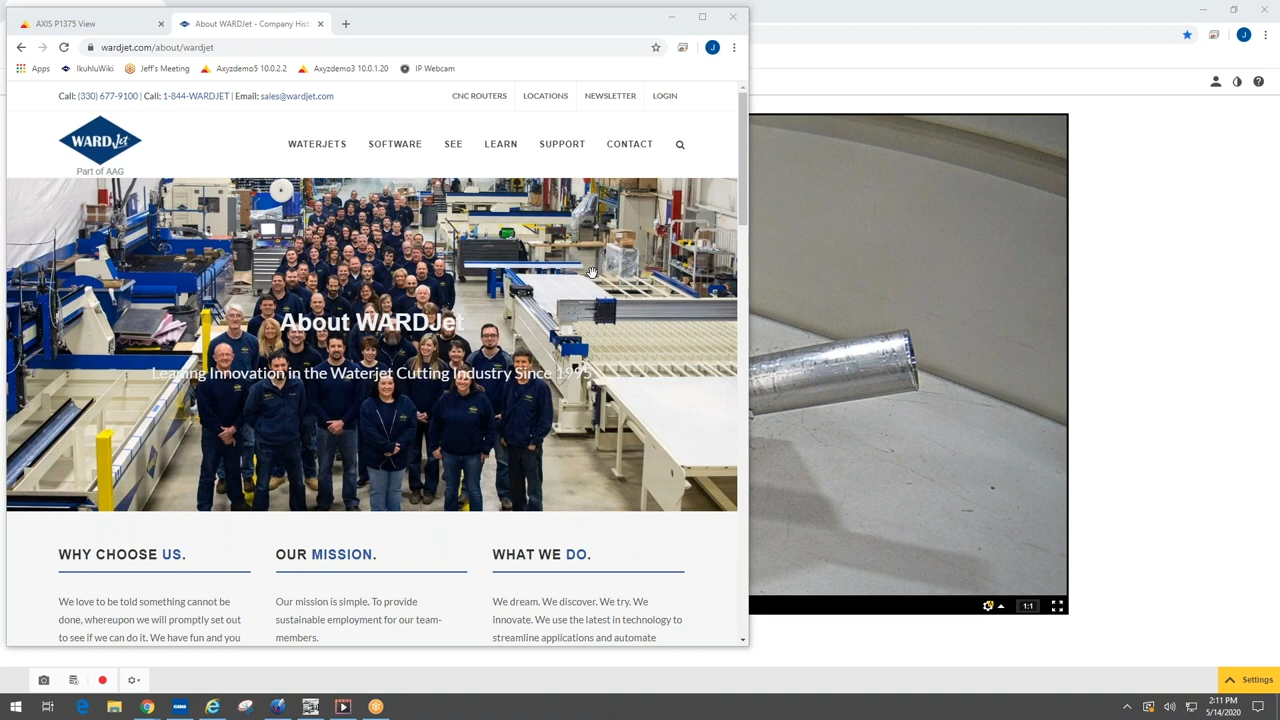 AXIS P1375 View
About WARDJet - Company Hist
wardjet.com/about/wardjet
J
J
Apps
IkuhluWiki
Jeff's Meeting
Axyzdemo5 10.0.2.2
Axyzdemo3 10.0.1.20
IP Webcam
Call: (330) 677-9100 | Call: 1-844-WARDJET | Email: sales@wardjet.com
CNC ROUTERS
LOCATIONS
NEWSLETTER
LOGIN
WARDJet
Part of AAG
WATERJETS
SOFTWARE
SEE
LEARN
SUPPORT
CONTACT
About WARDJet
Leading Innovation in the Waterjet Cutting Industry Since 1995
WHY CHOOSE US.
We love to be told something cannot be
done, whereupon we will promptly set out
to see if we can do it. We have fun and you
OUR MISSION.
Our mission is simple. To provide
sustainable employment for our team-
members.
WHAT WE DO.
We dream. We discover. We try. We
innovate. We use the latest in technology to
streamline applications and automate
1:1
Settings
2:11 PM
5/14/2020